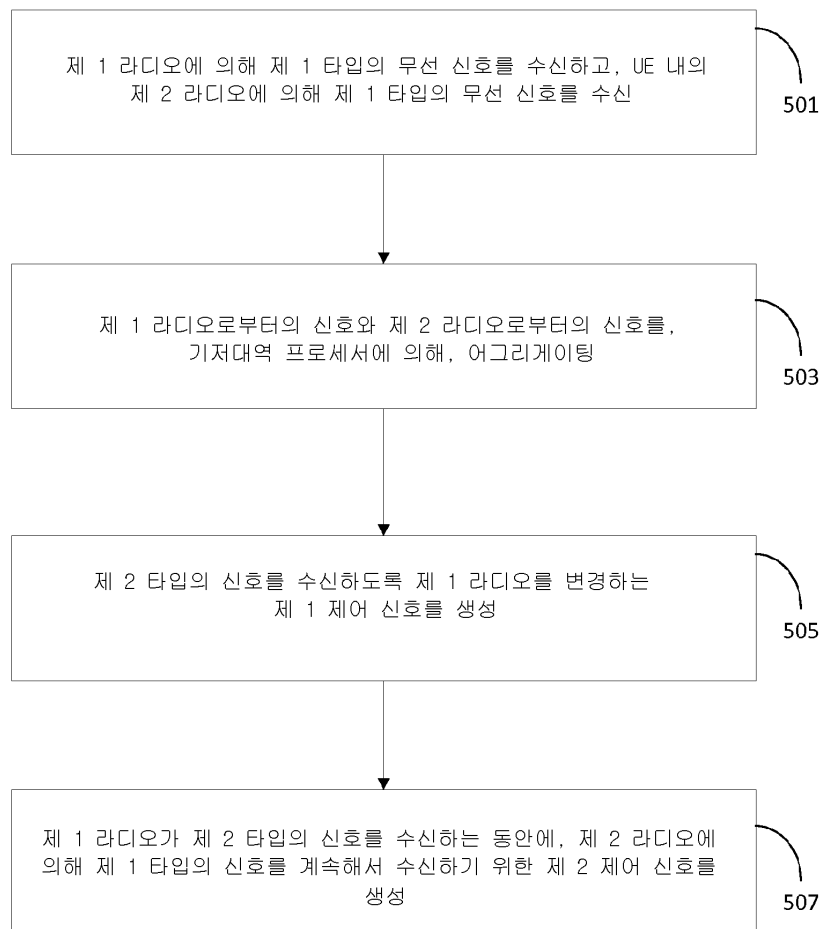 제 1 라디오에 의해 제 1 타입의 무선 신호를 수신하고, UE 내의
제 2 라디오에 의해 제 1 타입의 무선 신호를 수신
501
제 1 라디오로부터의 신호와 제 2 라디오로부터의 신호를,
기저대역 프로세서에 의해, 어그리게이팅
503
제 2 타입의 신호를 수신하도록 제 1 라디오를 변경하는
제 1 제어 신호를 생성
505
제 1 라디오가 제 2 타입의 신호를 수신하는 동안에, 제 2 라디오에
의해 제 1 타입의 신호를 계속해서 수신하기 위한 제 2 제어 신호를
생성
507